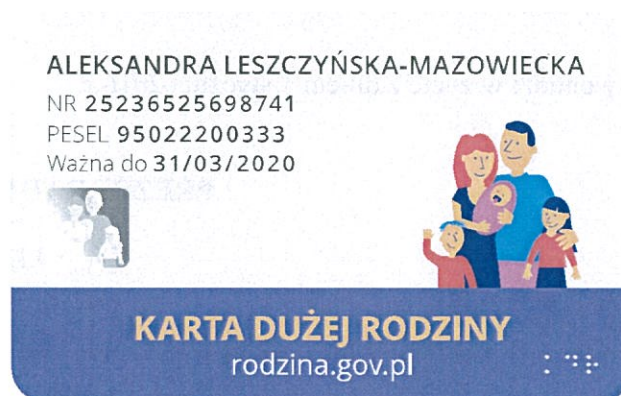 ALEKSANDRA LESZCZYŃSKA-MAZOWIECKA
NR 25236525698741
PESEL 95022200333
Ważna do 31/03/2020
KARTA DUŻEJ RODZINY
rodzina.gov.pl